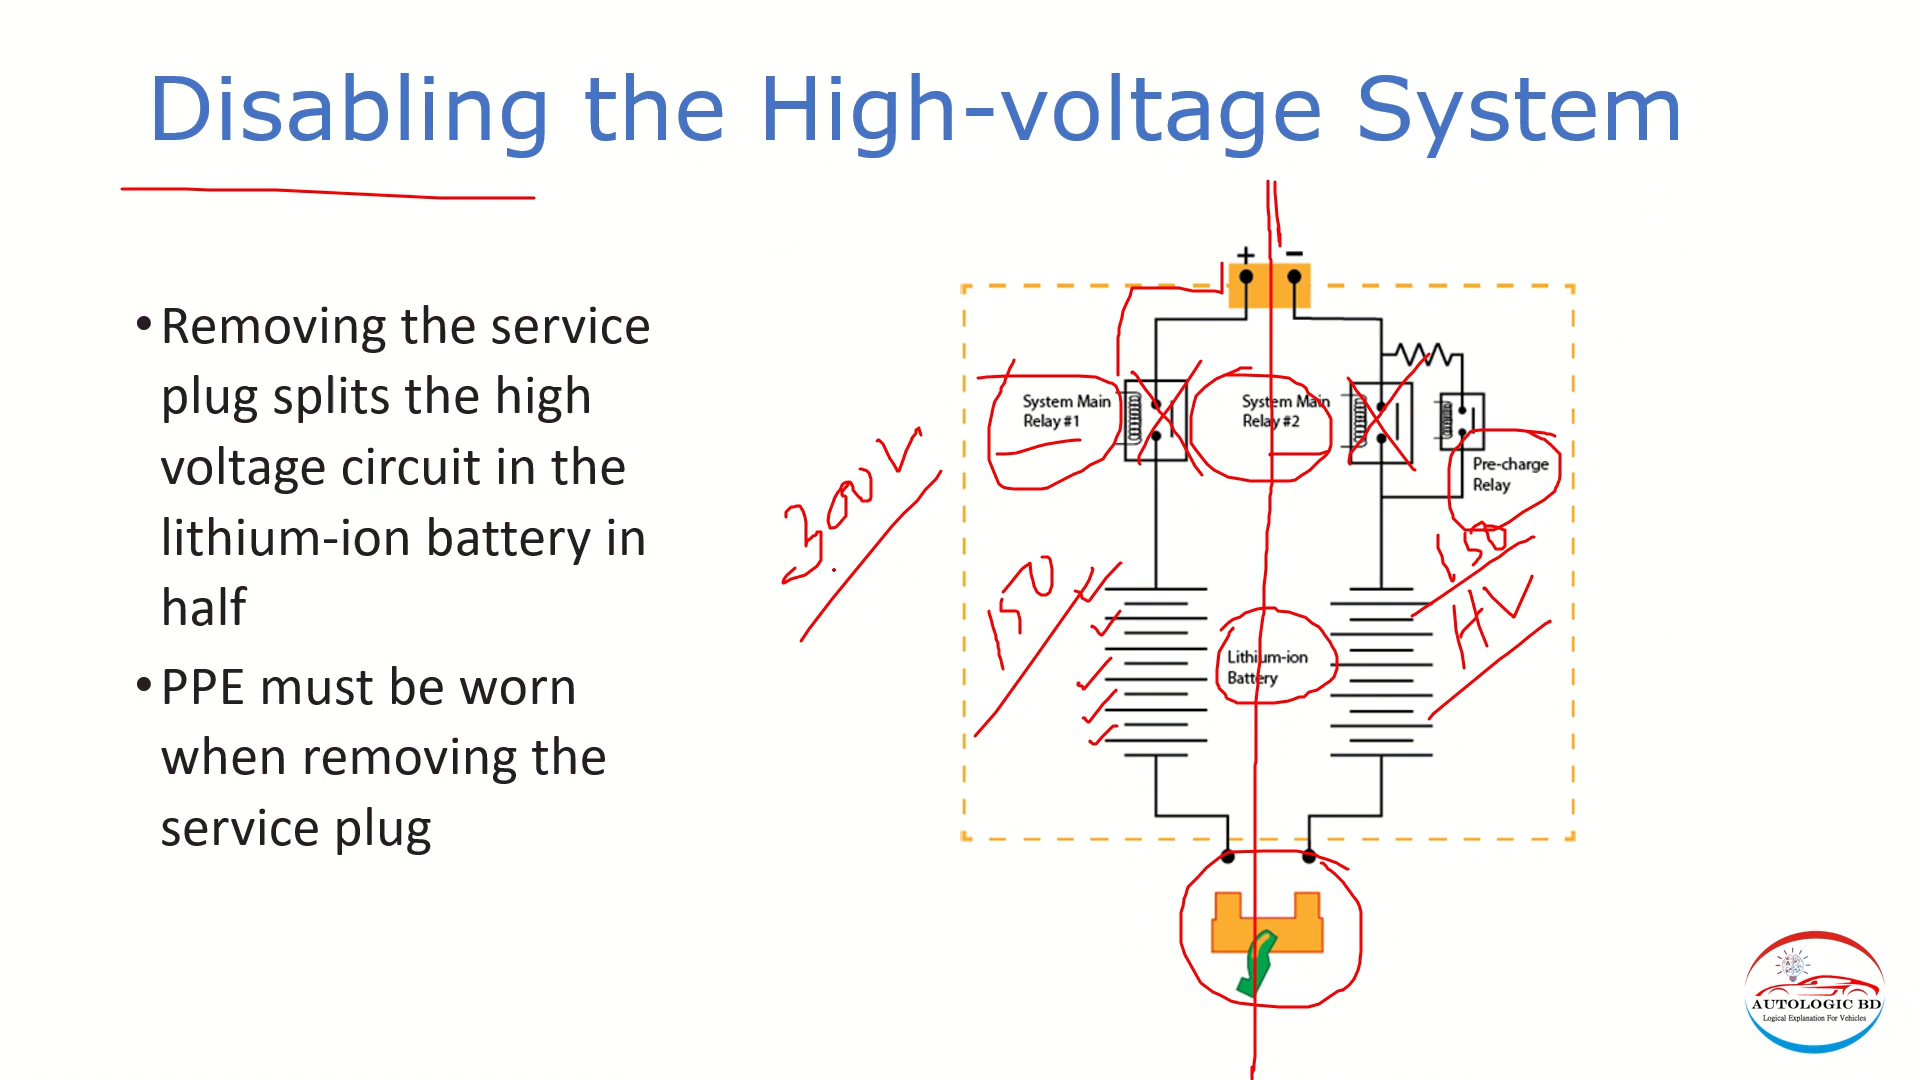 Disabling the High-voltage System
•Removing the service
plug splits the high
voltage circuit in the
lithium-ion battery in
half
•PPE must be worn
when removing the
service plug
+ −
System Main
Relay #1
System Main
Relay #2
Pre-charge
Relay
300V
150
150
HV
Lithium-ion
Battery
AUTOLOGIC BD
Logical Explanation For Vehicles